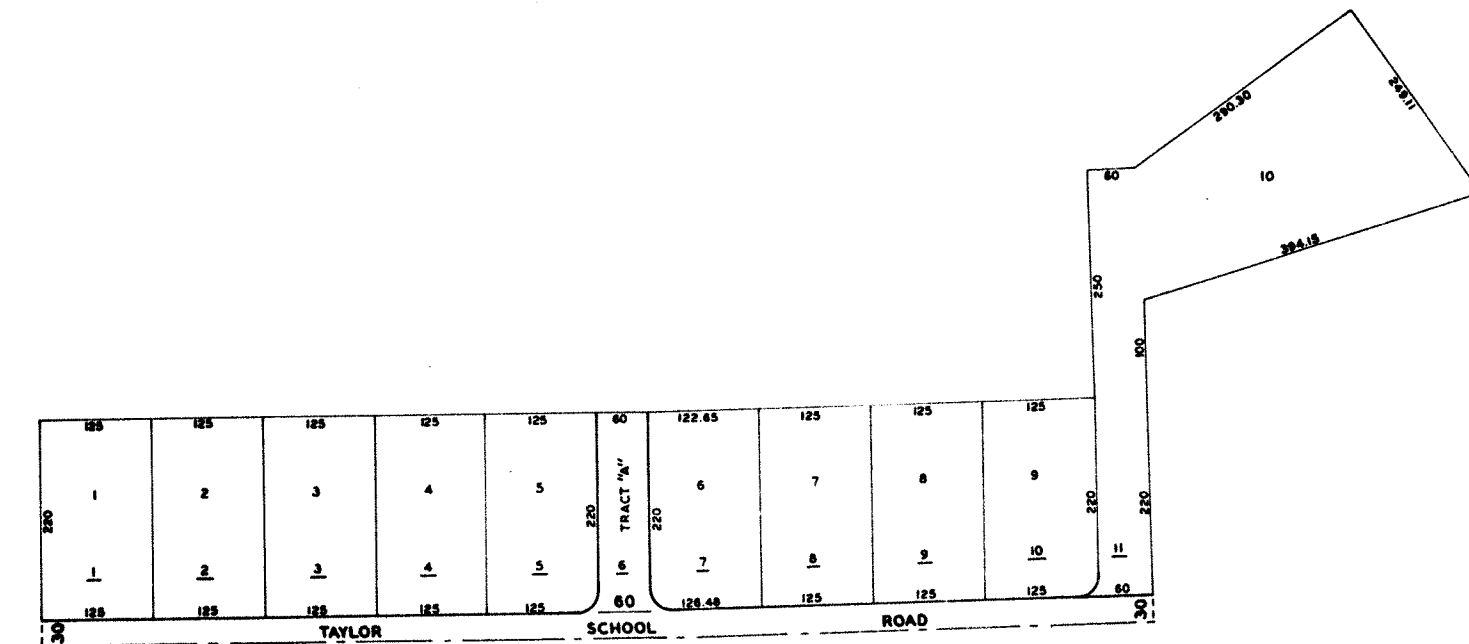 290.30
249.11
60
10
394.15
250
100
125 125 125 125 125 60 122.65 125 125 125
1 2 3 4 5 TRACT "A" 6 7 8 9
220 220 220 220 220
1 2 3 4 5 6 7 8 9 10 11
125 125 125 125 125 60 126.48 125 125 125 60
30 TAYLOR SCHOOL ROAD 30